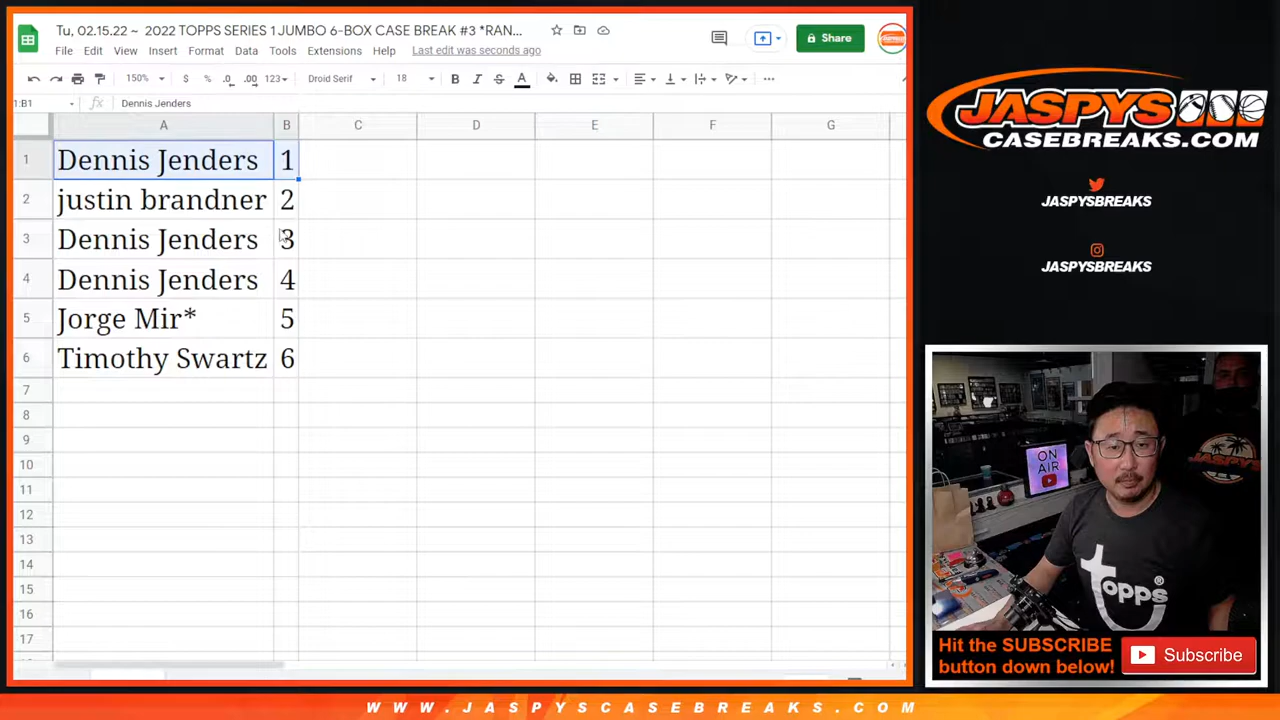 Tu, 02.15.22 ~ 2022 TOPPS SERIES 1 JUMBO 6-BOX CASE BREAK #3 *RAN...
File Edit View Insert Format Data Tools Extensions Help Last edit was seconds ago
Share
150% $ % .0 .00 123 Droid Serif 18 B I S A
1:B1 fx Dennis Jenders
A B C D E F G
1 Dennis Jenders 1
2 justin brandner 2
3 Dennis Jenders 3
4 Dennis Jenders 4
5 Jorge Mir* 5
6 Timothy Swartz 6
7
8
9
10
11
12
13
14
15
16
17
JASPYS
CASEBREAKS.COM
JASPYSBREAKS
JASPYSBREAKS
ON
AIR
topps®
Hit the SUBSCRIBE
button down below!
Subscribe
WWW.JASPYSCASEBREAKS.COM